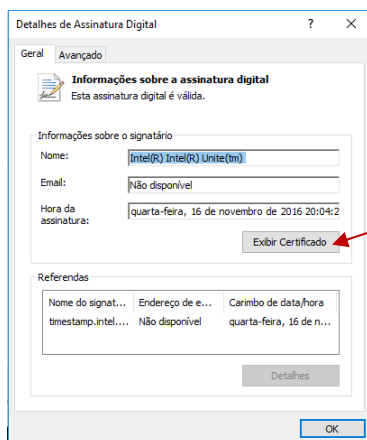 Detalhes de Assinatura Digital ? ×
Geral Avançado
Informações sobre a assinatura digital
Esta assinatura digital é válida.
Informações sobre o signatário
Nome: Intel(R) Intel(R) Unite(tm)
Email: Não disponível
Hora da assinatura: quarta-feira, 16 de novembro de 2016 20:04:2
Exibir Certificado
Referendas
Nome do signat... Endereço de e... Carimbo de data/hora
timestamp.intel.... Não disponível quarta-feira, 16 de n...
Detalhes
OK